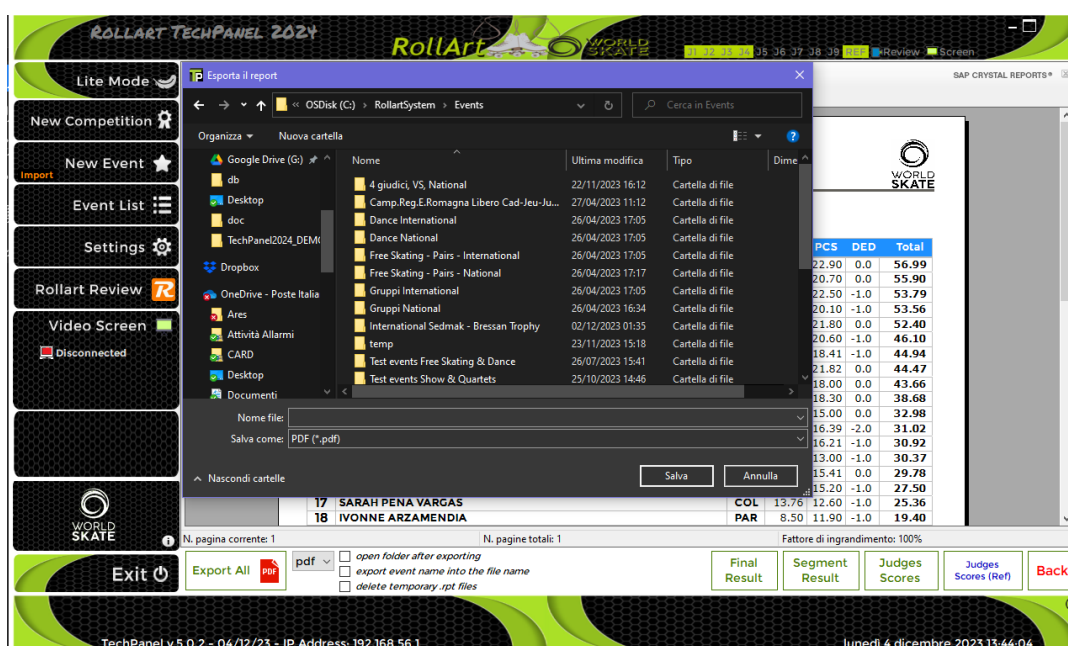 ROLLART TECHPANEL 2024
RollArt
WORLD SKATE
J1 J2 J3 J4 J5 J6 J7 J8 J9 REF Review Screen
Lite Mode
New Competition
New Event
Import
Event List
Settings
Rollart Review
Video Screen
Disconnected
WORLD
SKATE
Exit
Esporta il report
« OSDisk (C:) › RollartSystem › Events
Cerca in Events
Organizza
Nuova cartella
Google Drive (G:)
db
Desktop
doc
TechPanel2024_DEM
Dropbox
OneDrive - Poste Italia
Ares
Attività Allarmi
CARD
Desktop
Documenti
Nome Ultima modifica Tipo Dime
4 giudici, VS, National 22/11/2023 16:12 Cartella di file
Camp.Reg.E.Romagna Libero Cad-Jeu-Ju... 27/04/2023 11:12 Cartella di file
Dance International 26/04/2023 17:05 Cartella di file
Dance National 26/04/2023 17:05 Cartella di file
Free Skating - Pairs - International 26/04/2023 17:05 Cartella di file
Free Skating - Pairs - National 26/04/2023 17:17 Cartella di file
Gruppi International 26/04/2023 17:05 Cartella di file
Gruppi National 26/04/2023 16:34 Cartella di file
International Sedmak - Bressan Trophy 02/12/2023 01:35 Cartella di file
temp 23/11/2023 15:18 Cartella di file
Test events Free Skating & Dance 26/07/2023 15:41 Cartella di file
Test events Show & Quartets 25/10/2023 14:46 Cartella di file
Nome file:
Salva come: PDF (*.pdf)
Nascondi cartelle
Salva
Annulla
SAP CRYSTAL REPORTS®
WORLD
SKATE
PCS DED Total
22.90 0.0 56.99
20.70 0.0 55.90
22.50 -1.0 53.79
20.10 -1.0 53.56
21.80 0.0 52.40
20.60 -1.0 46.10
18.41 -1.0 44.94
21.82 0.0 44.47
18.00 0.0 43.66
18.30 0.0 38.68
15.00 0.0 32.98
16.39 -2.0 31.02
16.21 -1.0 30.92
13.00 -1.0 30.37
15.41 0.0 29.78
15.20 -1.0 27.50
17 SARAH PENA VARGAS COL 13.76 12.60 -1.0 25.36
18 IVONNE ARZAMENDIA PAR 8.50 11.90 -1.0 19.40
N. pagina corrente: 1 N. pagine totali: 1 Fattore di ingrandimento: 100%
Export All
PDF
pdf
open folder after exporting
export event name into the file name
delete temporary .rpt files
Final
Result
Segment
Result
Judges
Scores
Judges
Scores (Ref)
Back
TechPanel v.5.0.2 - 04/12/23 - IP Address: 192.168.56.1
lunedì 4 dicembre 2023 13:44:04